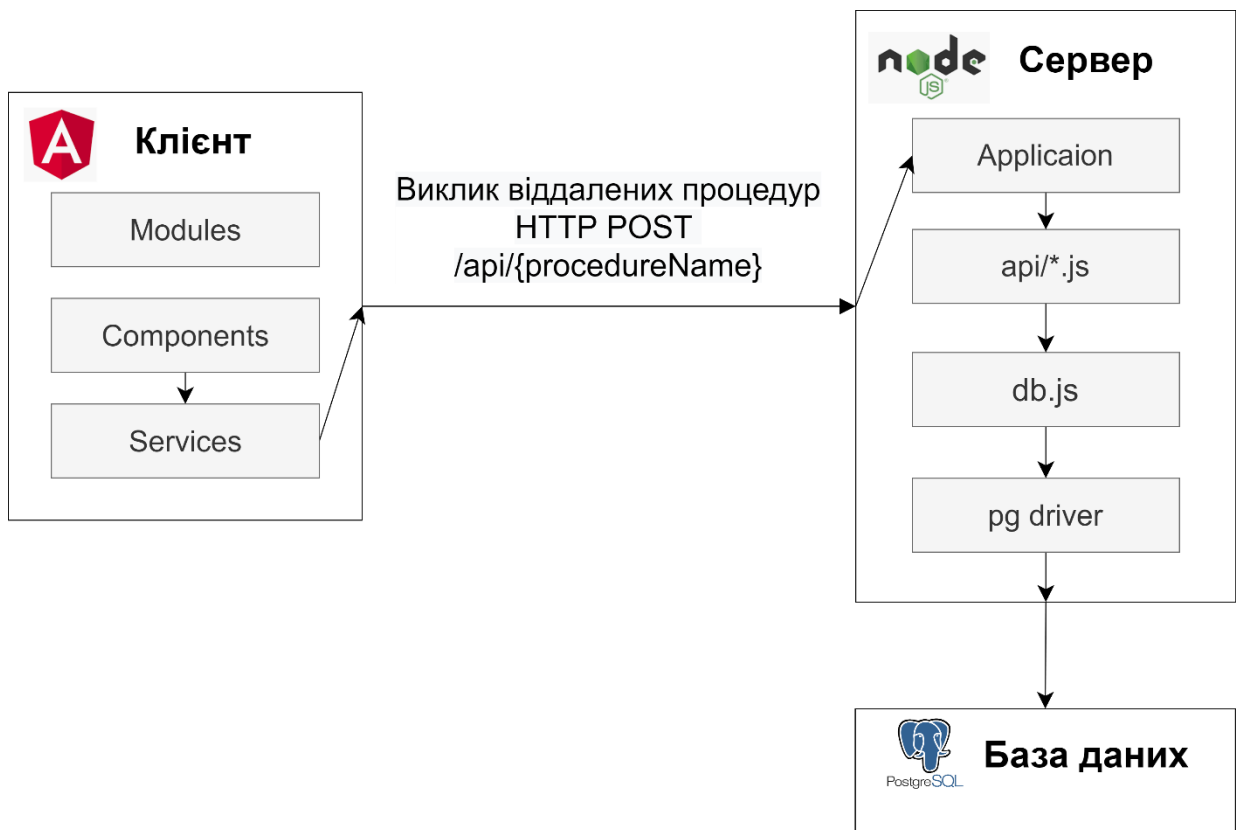 Клієнт
Modules
Components
Services
Виклик віддалених процедур
HTTP POST
/api/{procedureName}
node
JS
Сервер
Applicaion
api/*.js
db.js
pg driver
PostgreSQL
База даних